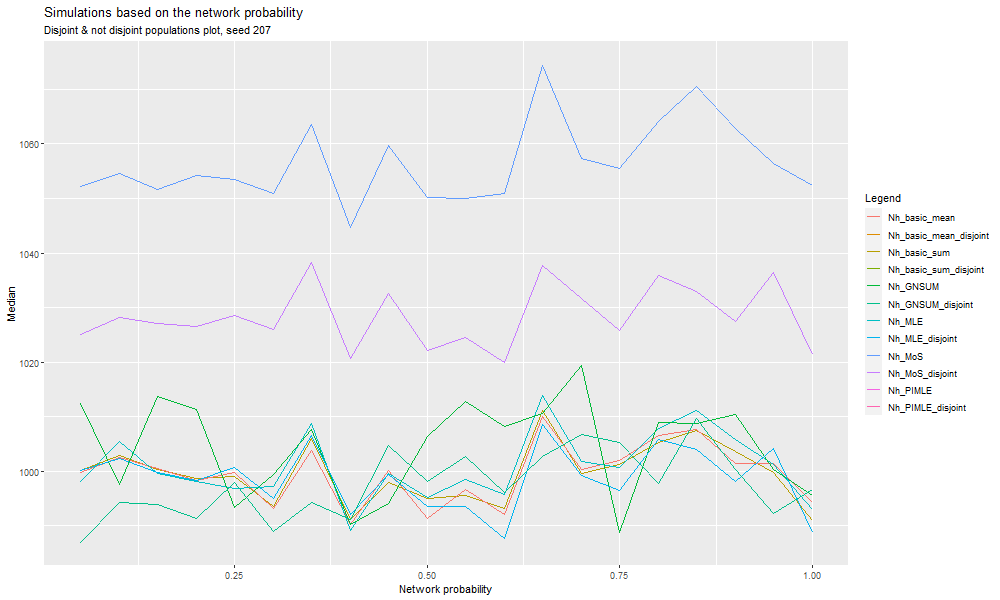 Simulations based on the network probability
Disjoint & not disjoint populations plot, seed 207
1060
1040
1020
1000
Median
0.25
0.50
0.75
1.00
Network probability
Legend
Nh_basic_mean
Nh_basic_mean_disjoint
Nh_basic_sum
Nh_basic_sum_disjoint
Nh_GNSUM
Nh_GNSUM_disjoint
Nh_MLE
Nh_MLE_disjoint
Nh_MoS
Nh_MoS_disjoint
Nh_PIMLE
Nh_PIMLE_disjoint